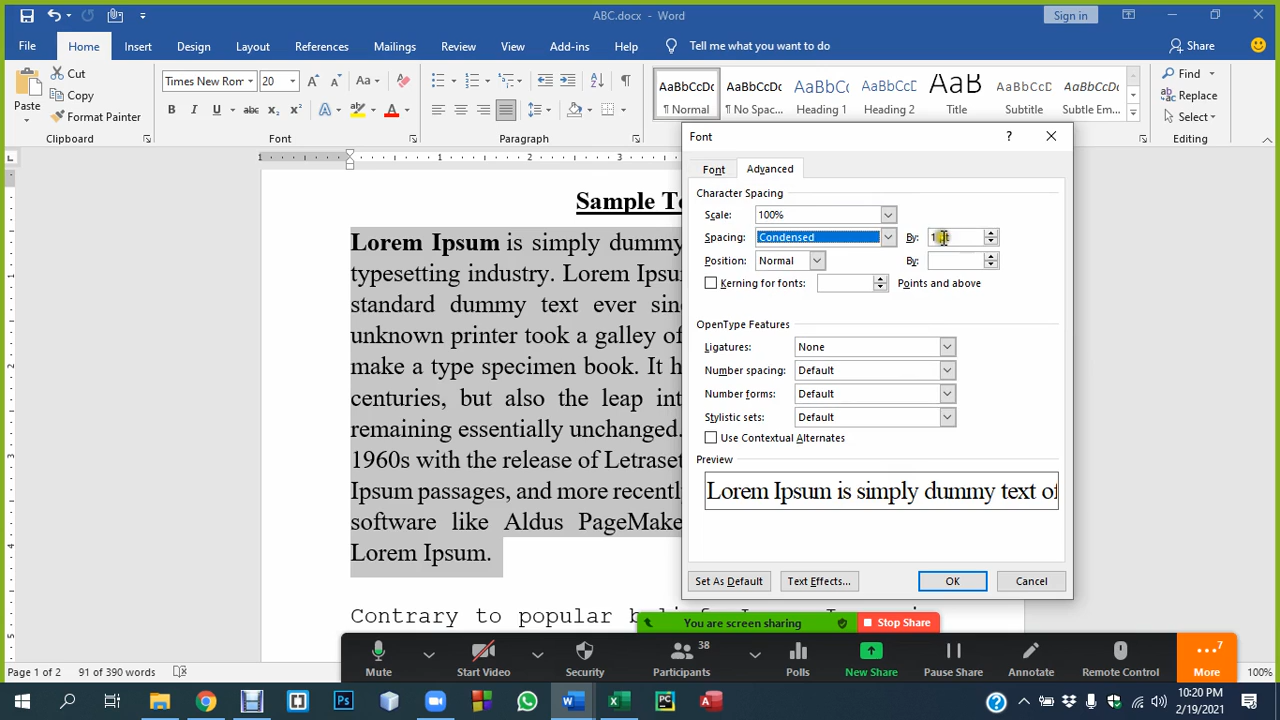 ABC.docx - Word
Sign in
File Home Insert Design Layout References Mailings Review View Add-ins Help Tell me what you want to do Share
Paste
Cut
Copy
Format Painter
Clipboard
Times New Rom 20
Font
Paragraph
AaBbCcDc AaBbCcDc AaBbC AaBbCcC AaB AaBbCcC AaBbCcDc
¶ Normal ¶ No Spac... Heading 1 Heading 2 Title Subtitle Subtle Em...
Find
Replace
Select
Editing
1 1 2 3
Sample
Lorem Ipsum is simply dummy
typesetting industry. Lorem Ipsu
standard dummy text ever sin
unknown printer took a galley of
make a type specimen book. It h
centuries, but also the leap int
remaining essentially unchanged.
1960s with the release of Letraset
Ipsum passages, and more recentl
software like Aldus PageMake
Lorem Ipsum.
Contrary to popular
Font
Font Advanced
Character Spacing
Scale: 100%
Spacing: Condensed By:
Position: Normal By:
Kerning for fonts: Points and above
OpenType Features
Ligatures: None
Number spacing: Default
Number forms: Default
Stylistic sets: Default
Use Contextual Alternates
Preview
Lorem Ipsum is simply dummy text of
Set As Default Text Effects... OK Cancel
You are screen sharing Stop Share
Mute Start Video Security Participants 38 Polls New Share Pause Share Annotate Remote Control More 7
Page 1 of 2 91 of 390 words 100%
10:20 PM
2/19/2021